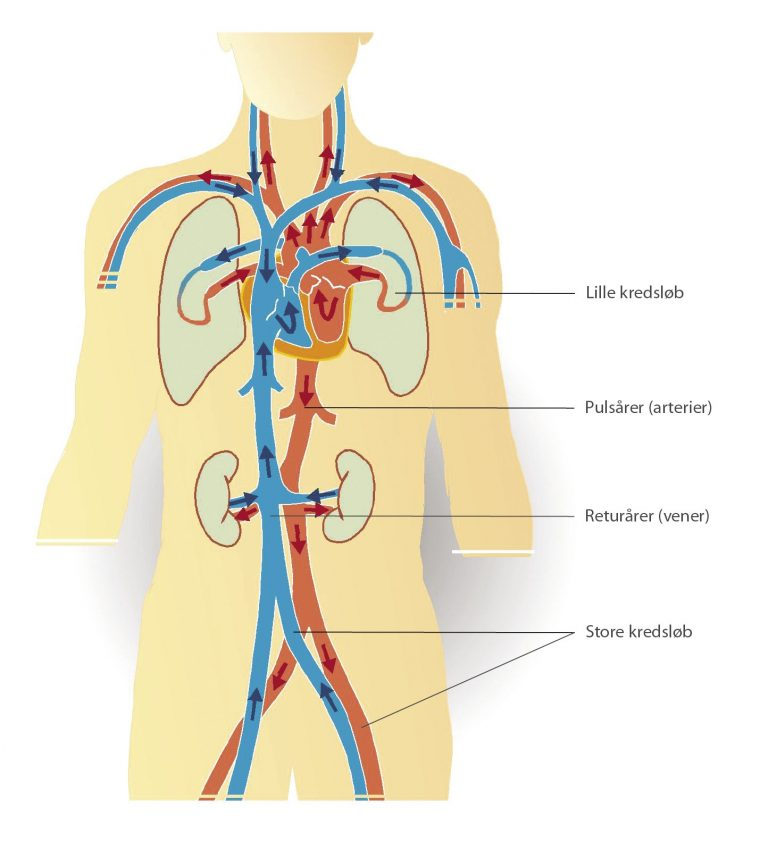 Lille kredsløb
Pulsårer (arterier)
Returårer (vener)
Store kredsløb